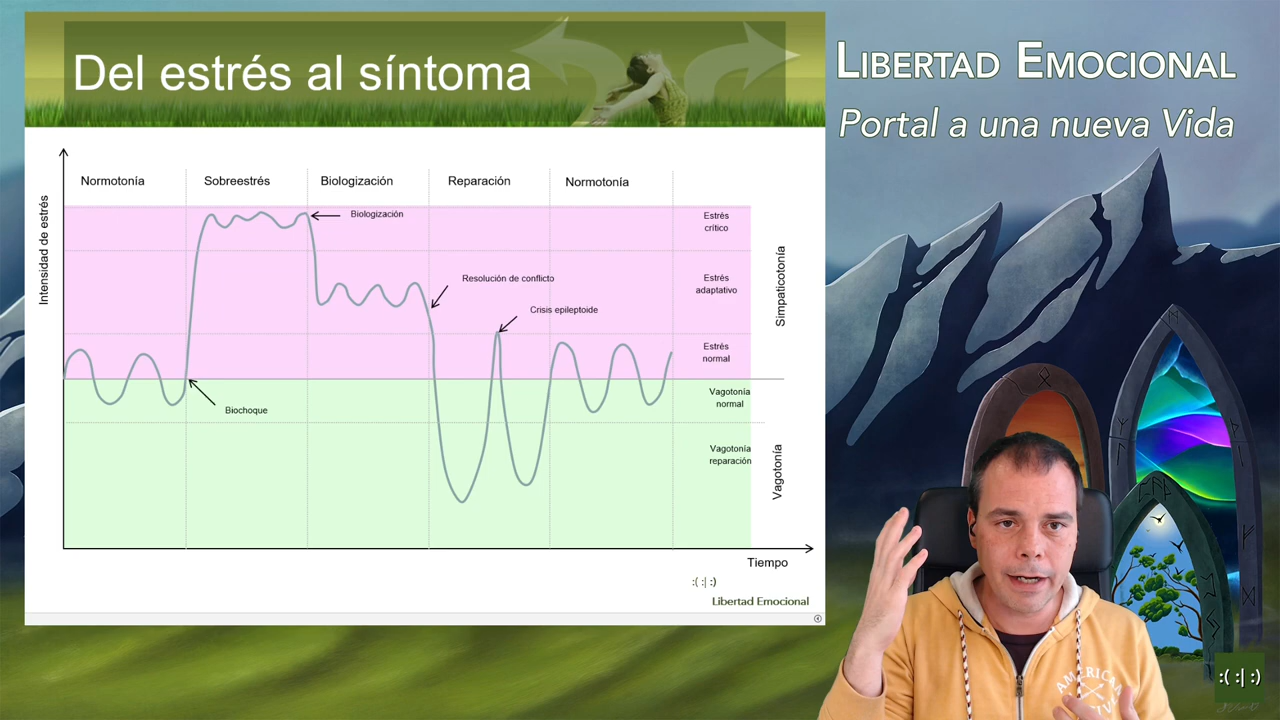 Del estrés al síntoma
LIBERTAD EMOCIONAL
Portal a una nueva Vida
Normotonía
Sobreestrés
Biologización
Reparación
Normotonía
Intensidad de estrés
Biologización
Resolución de conflicto
Crisis epileptoide
Biochoque
Estrés
crítico
Estrés
adaptativo
Estrés
normal
Vagotonía
normal
Vagotonía
reparación
Simpaticotonía
Vagotonía
Tiempo
:( :| :)
Libertad Emocional
AMERICAN
:( :| :)